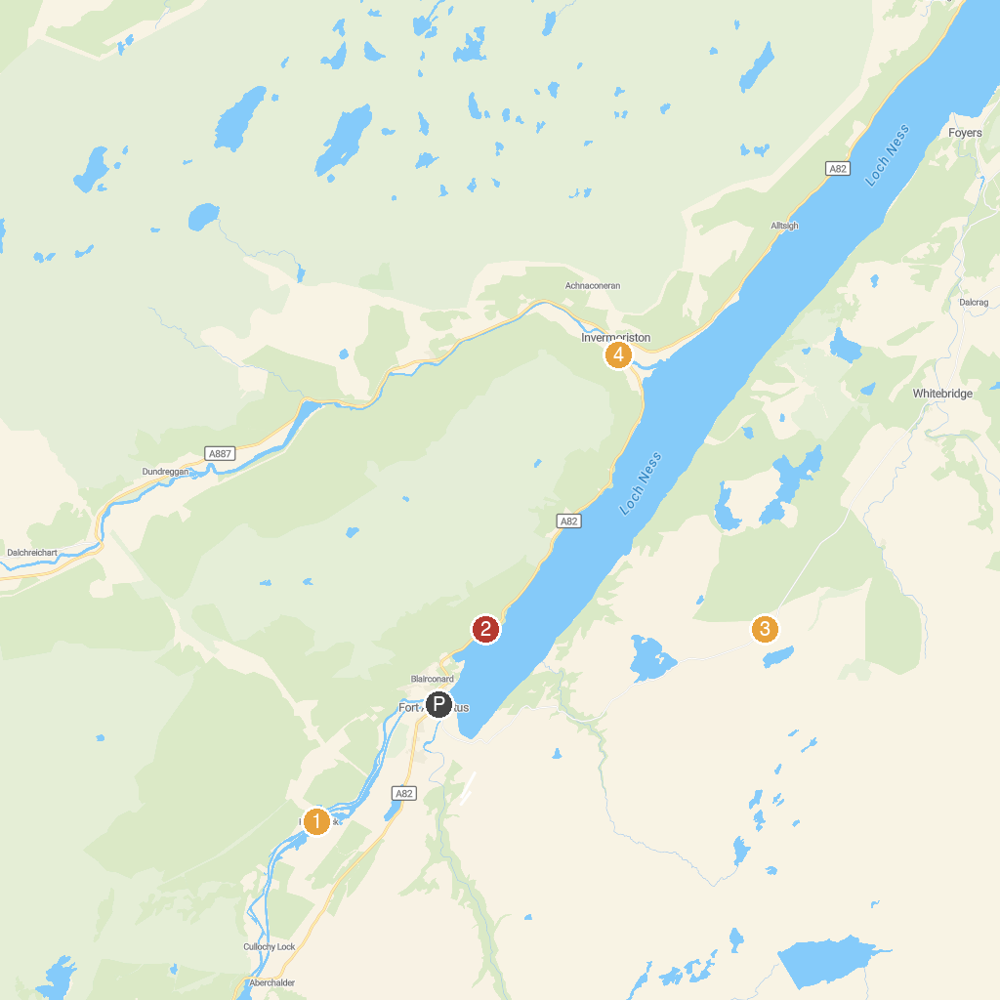 Foyers
Loch Ness
A82
Alltsigh
Achnaconeran
Dalcrag
Invermoriston
4
Whitebridge
A887
Dundreggan
Loch Ness
A82
Dalchreichart
2
3
Blairconard
P
A82
1
Cullochy Lock
Aberchalder